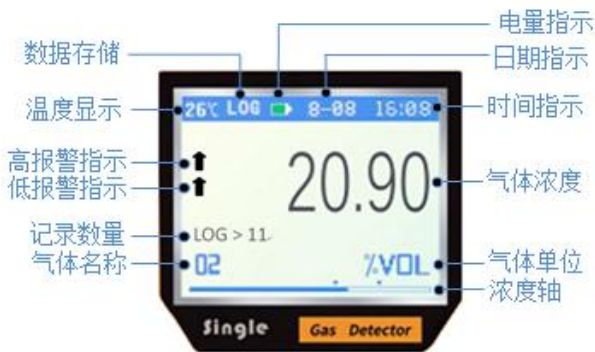 电量指示
数据存储
日期指示
温度显示
26℃ LOG 8-08 16:08
时间指示
高报警指示
低报警指示
20.90
气体浓度
记录数量
LOG > 11
气体名称
O2
%VOL
气体单位
浓度轴
Single
Gas Detector